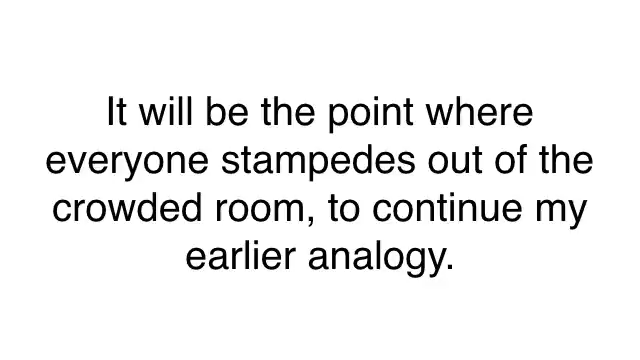 It will be the point where
everyone stampedes out of the
crowded room, to continue my
earlier analogy.